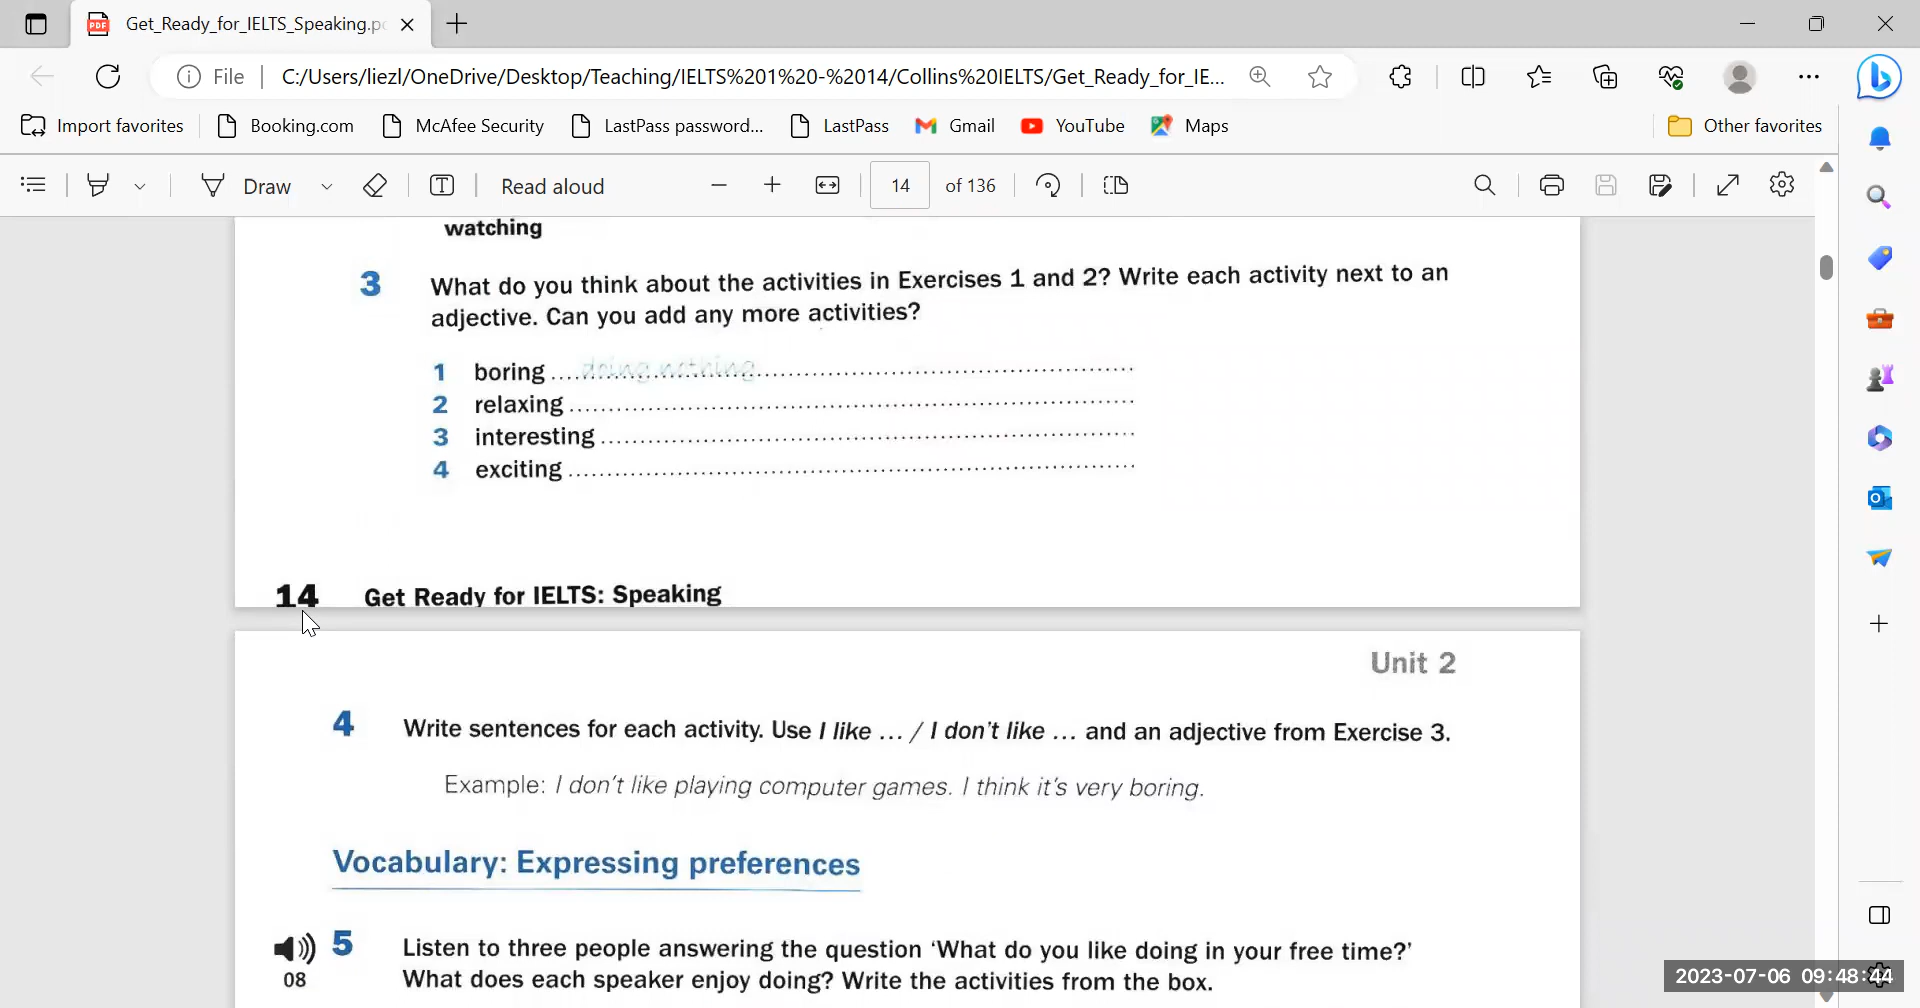 Get_Ready_for_IELTS_Speaking.p
File
C:/Users/liezl/OneDrive/Desktop/Teaching/IELTS%201%20-%2014/Collins%20IELTS/Get_Ready_for_IE...
Import favorites
Booking.com
McAfee Security
LastPass password...
LastPass
Gmail
YouTube
Maps
Other favorites
Draw
Read aloud
14
of 136
watching
3 What do you think about the activities in Exercises 1 and 2? Write each activity next to an
adjective. Can you add any more activities?
1 boring doing nothing
2 relaxing
3 interesting
4 exciting
14 Get Ready for IELTS: Speaking
Unit 2
4 Write sentences for each activity. Use I like ... / I don't like ... and an adjective from Exercise 3.
Example: I don't like playing computer games. I think it's very boring.
Vocabulary: Expressing preferences
5 Listen to three people answering the question 'What do you like doing in your free time?'
08 What does each speaker enjoy doing? Write the activities from the box.
2023-07-06 09:48:44